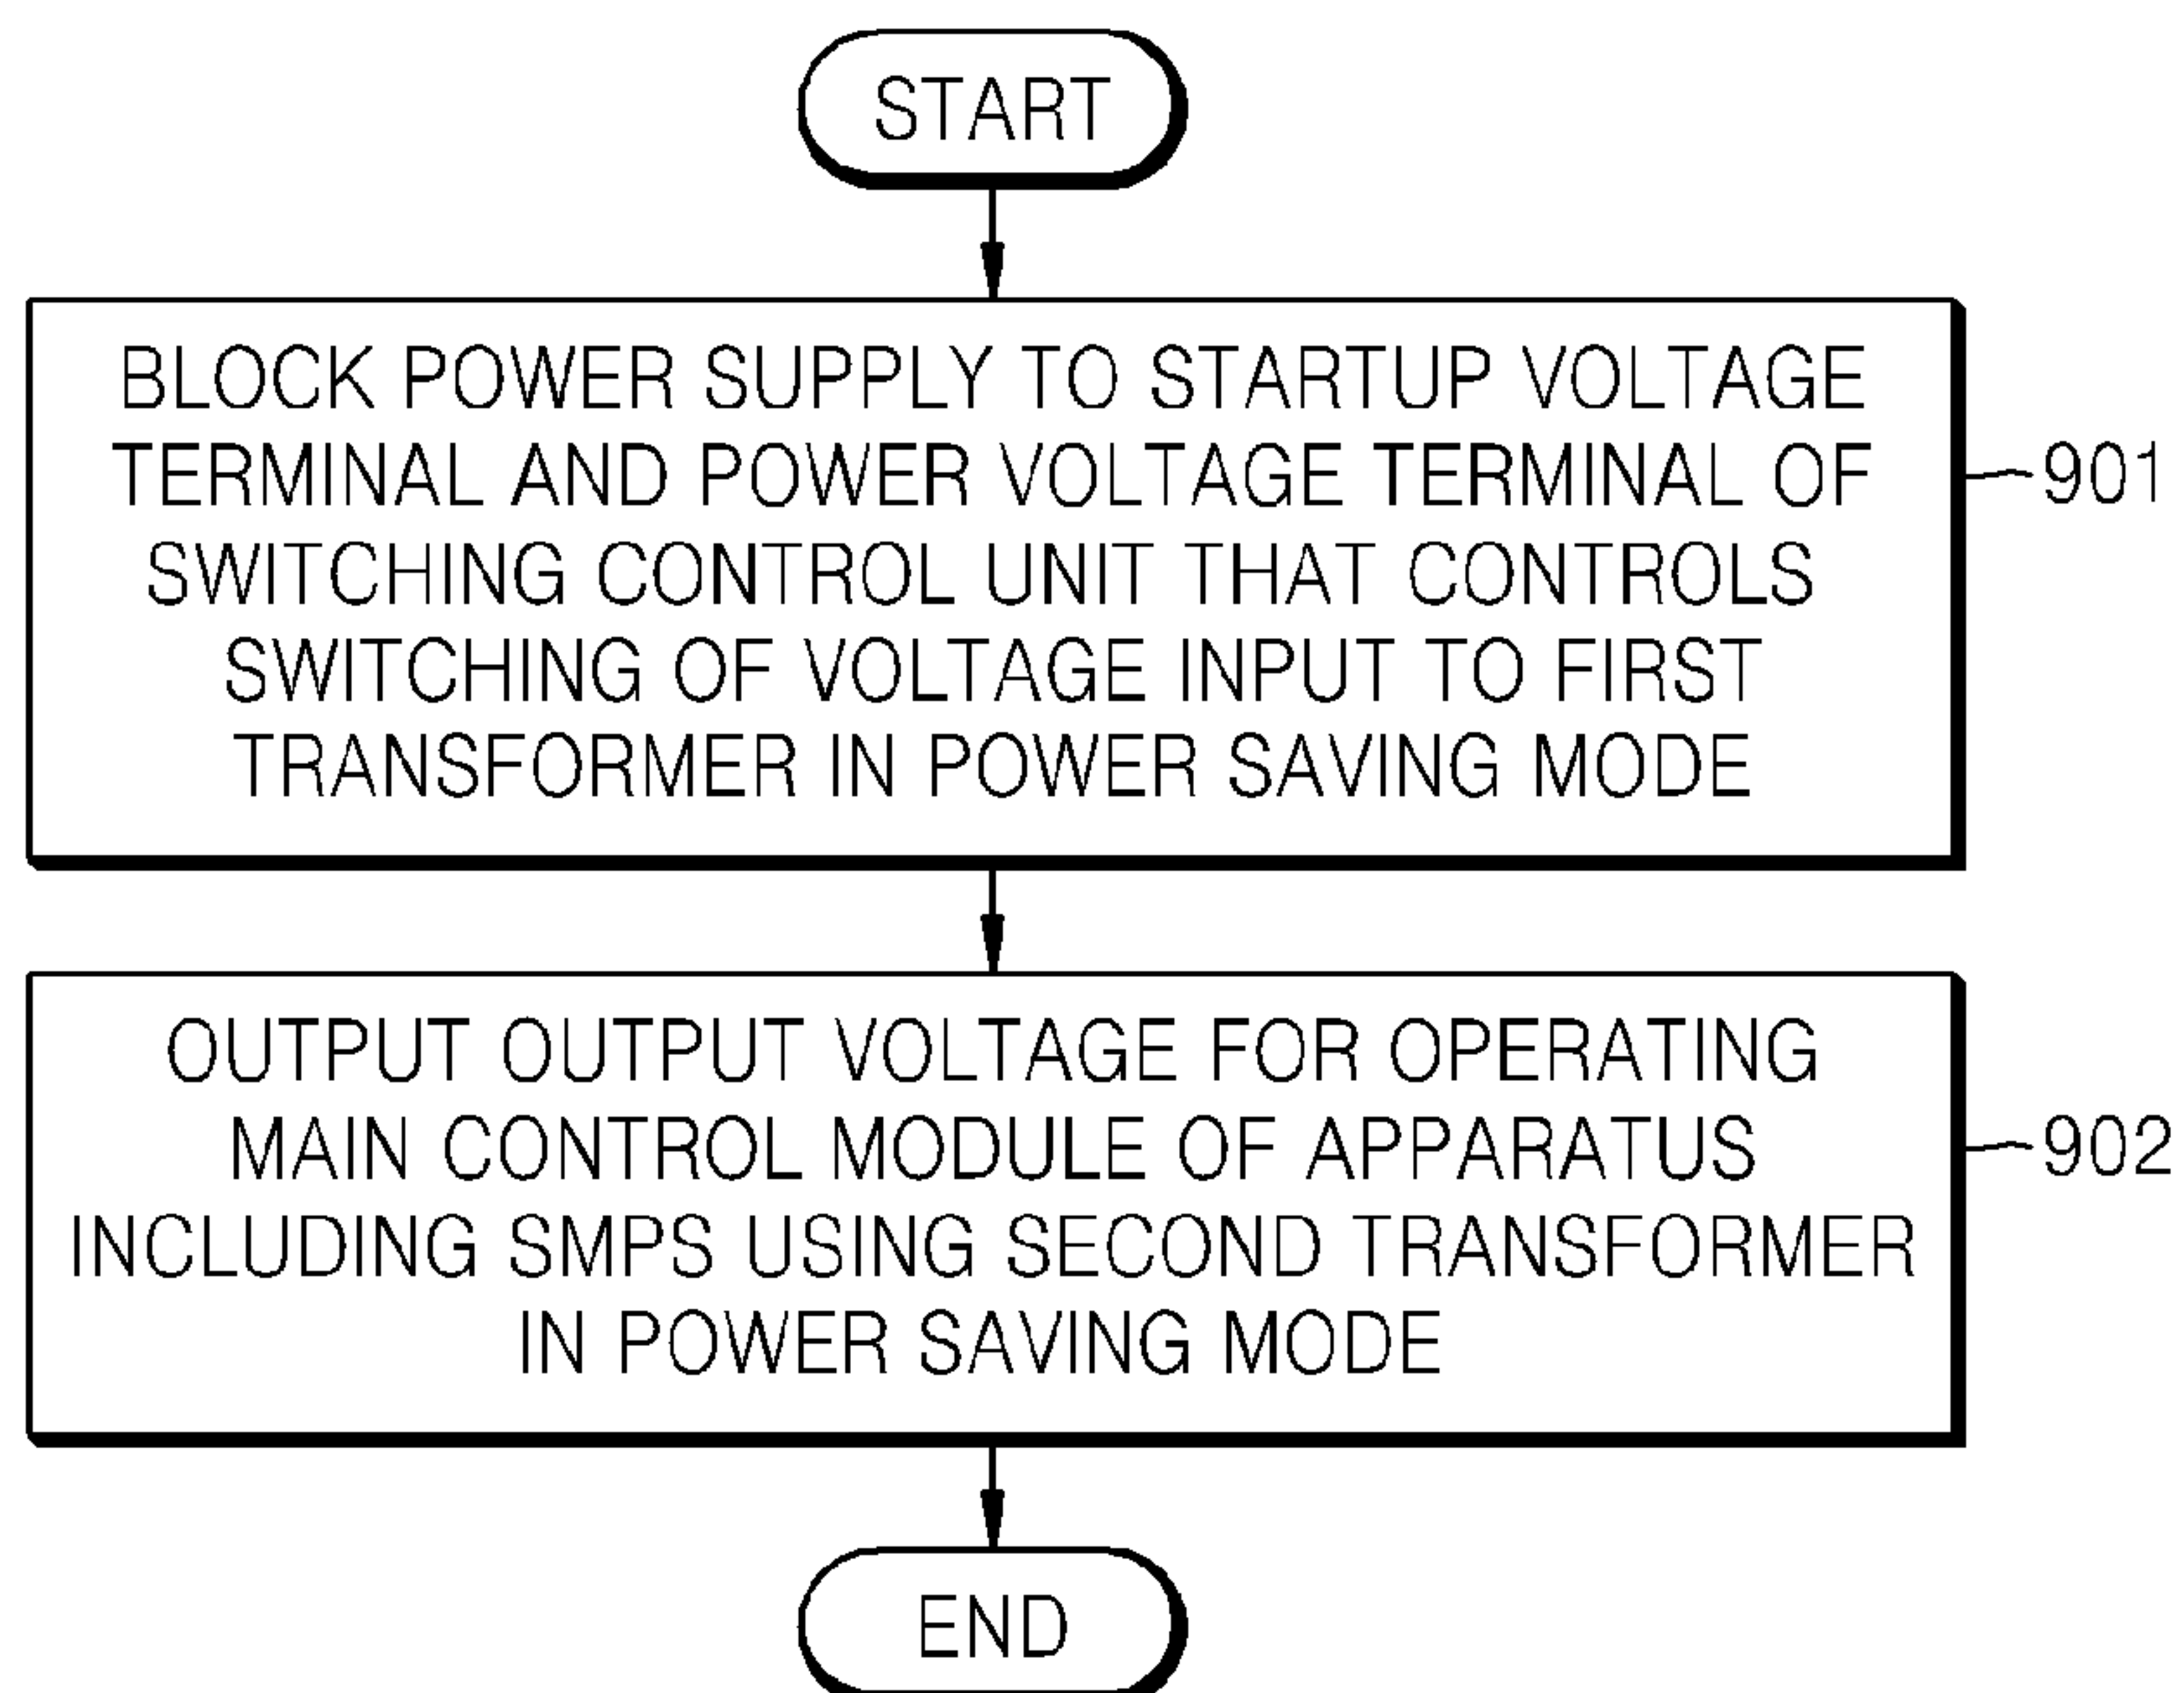 START
BLOCK POWER SUPPLY TO STARTUP VOLTAGE
TERMINAL AND POWER VOLTAGE TERMINAL OF
SWITCHING CONTROL UNIT THAT CONTROLS
SWITCHING OF VOLTAGE INPUT TO FIRST
TRANSFORMER IN POWER SAVING MODE
901
OUTPUT OUTPUT VOLTAGE FOR OPERATING
MAIN CONTROL MODULE OF APPARATUS
INCLUDING SMPS USING SECOND TRANSFORMER
IN POWER SAVING MODE
902
END